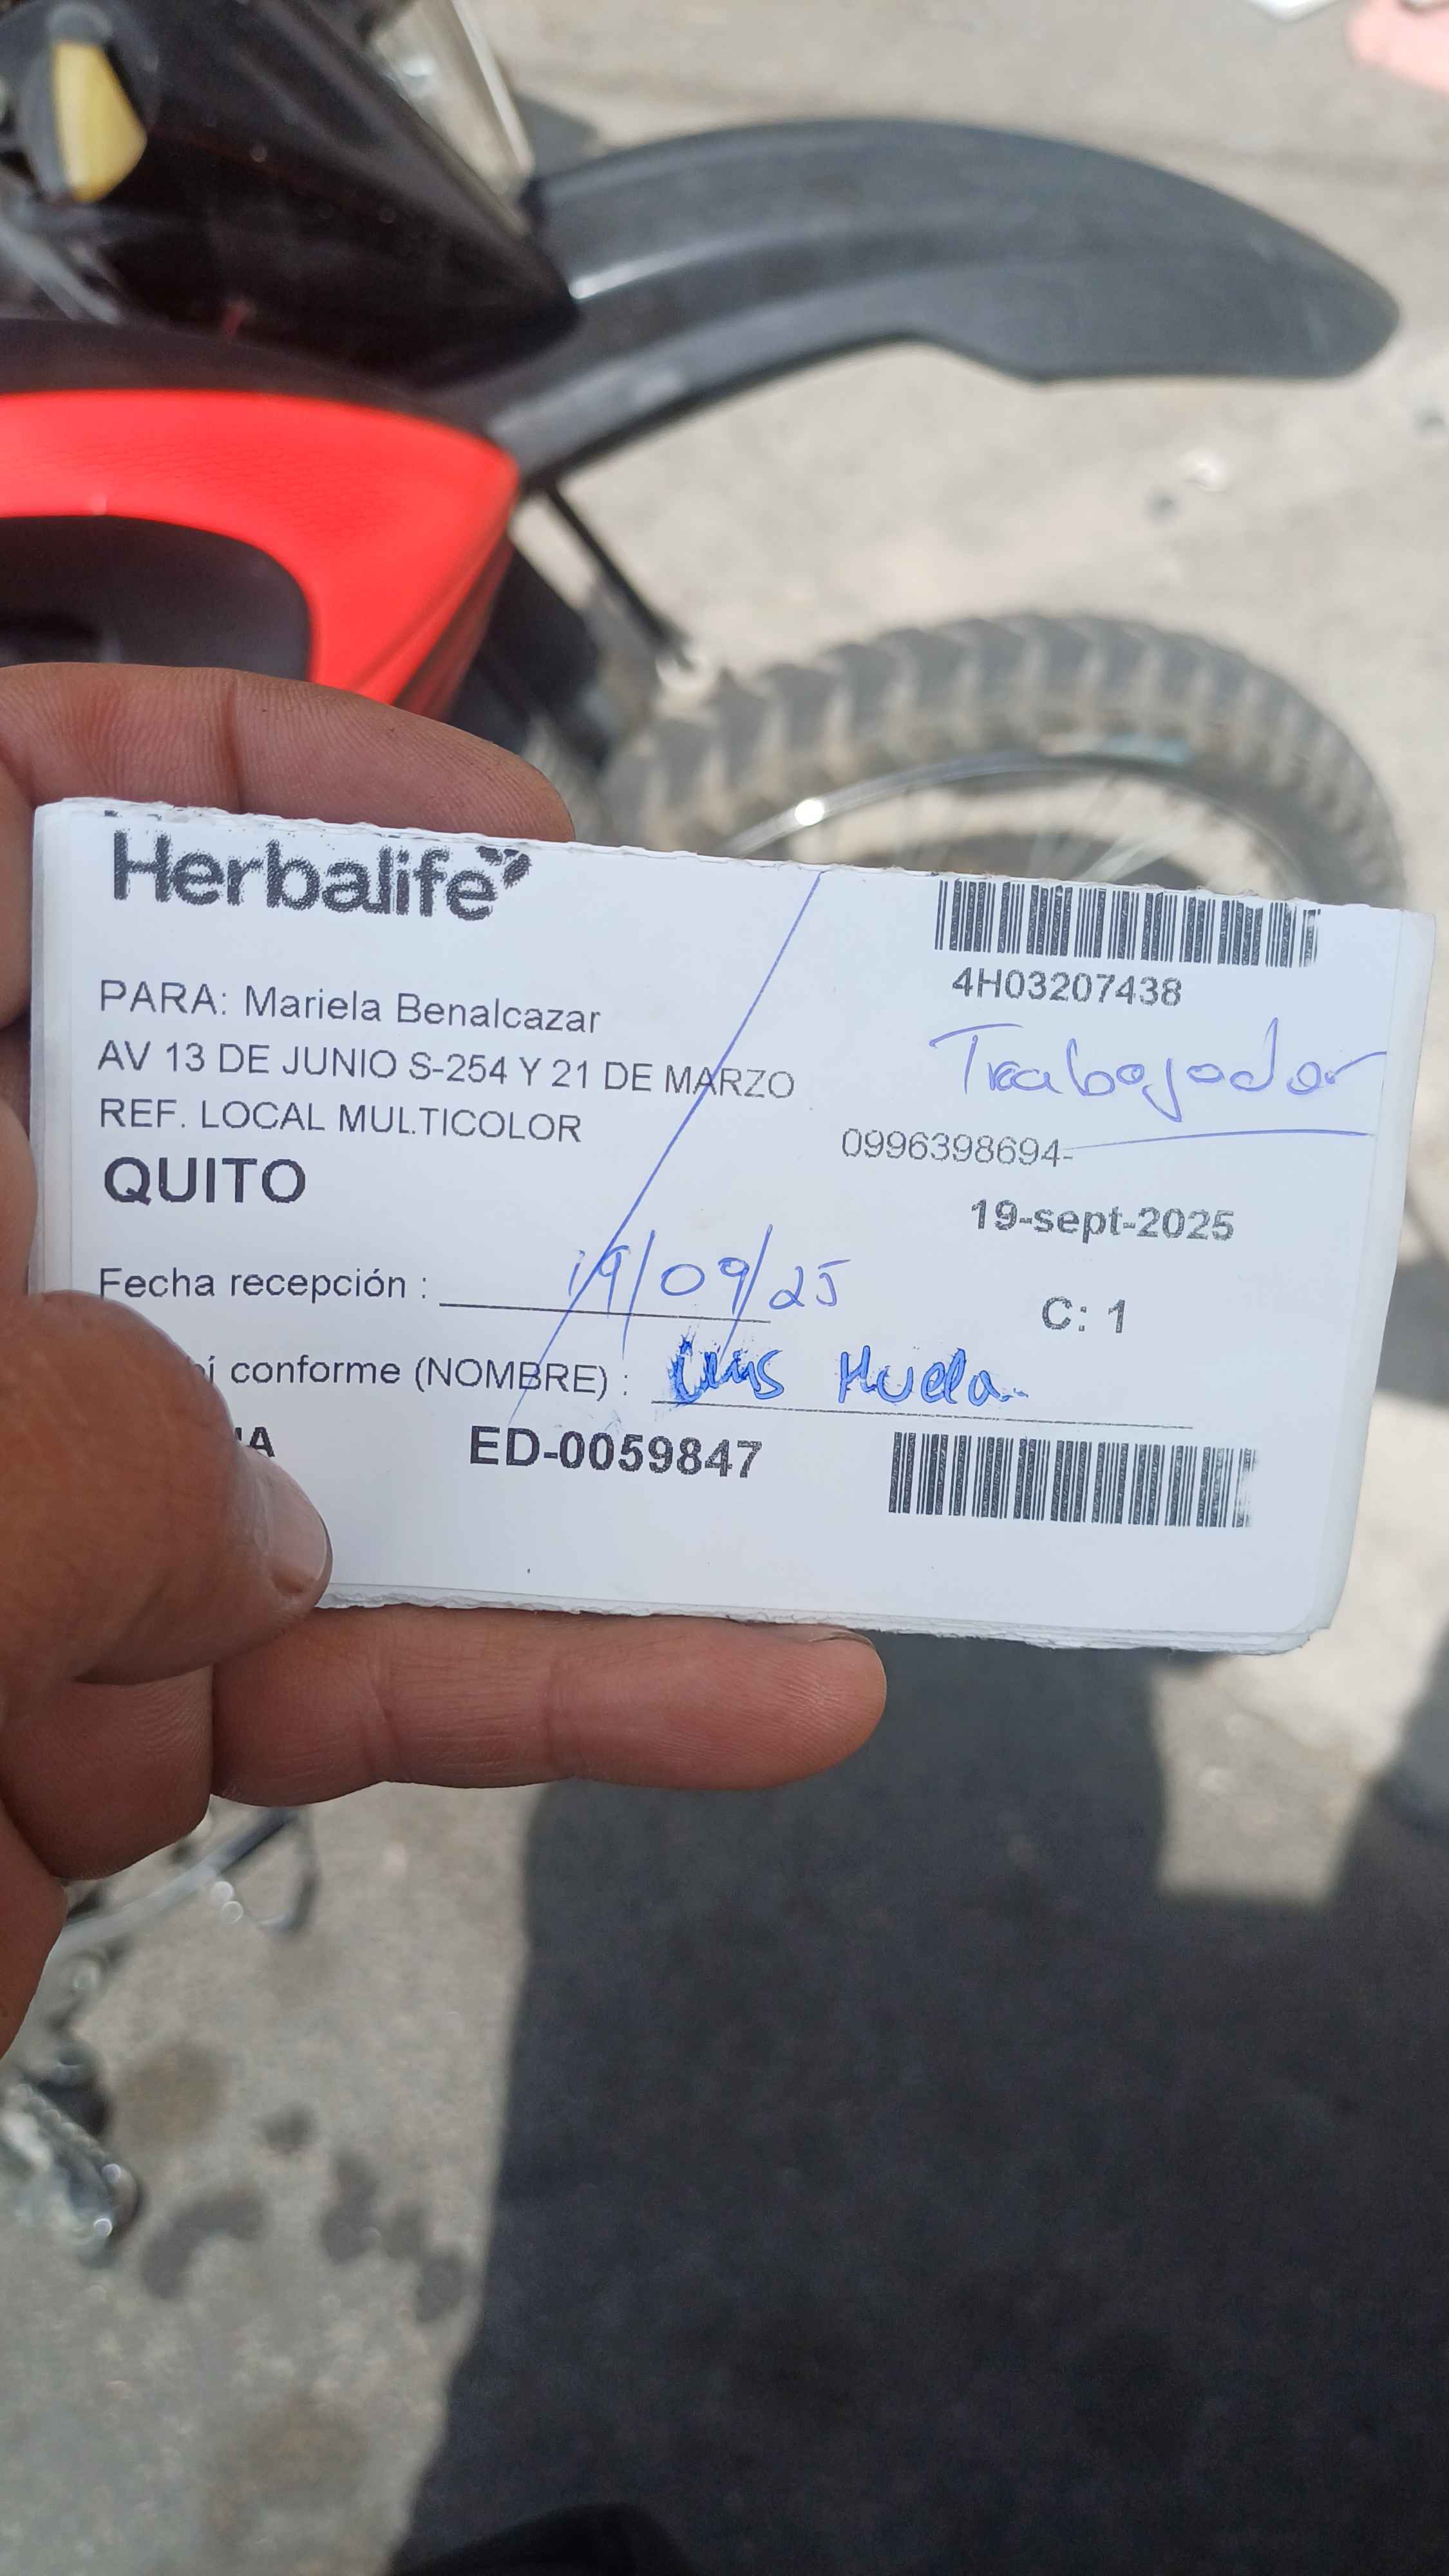 Herbalife
4H03207438
PARA: Mariela Benalcazar
Trabajador
AV 13 DE JUNIO S-254 Y 21 DE MARZO
REF. LOCAL MULTICOLOR
0996398694-
QUITO
19-sept-2025
Fecha recepción : 19/09/25
C: 1
conforme (NOMBRE) : Luis
ED-0059847